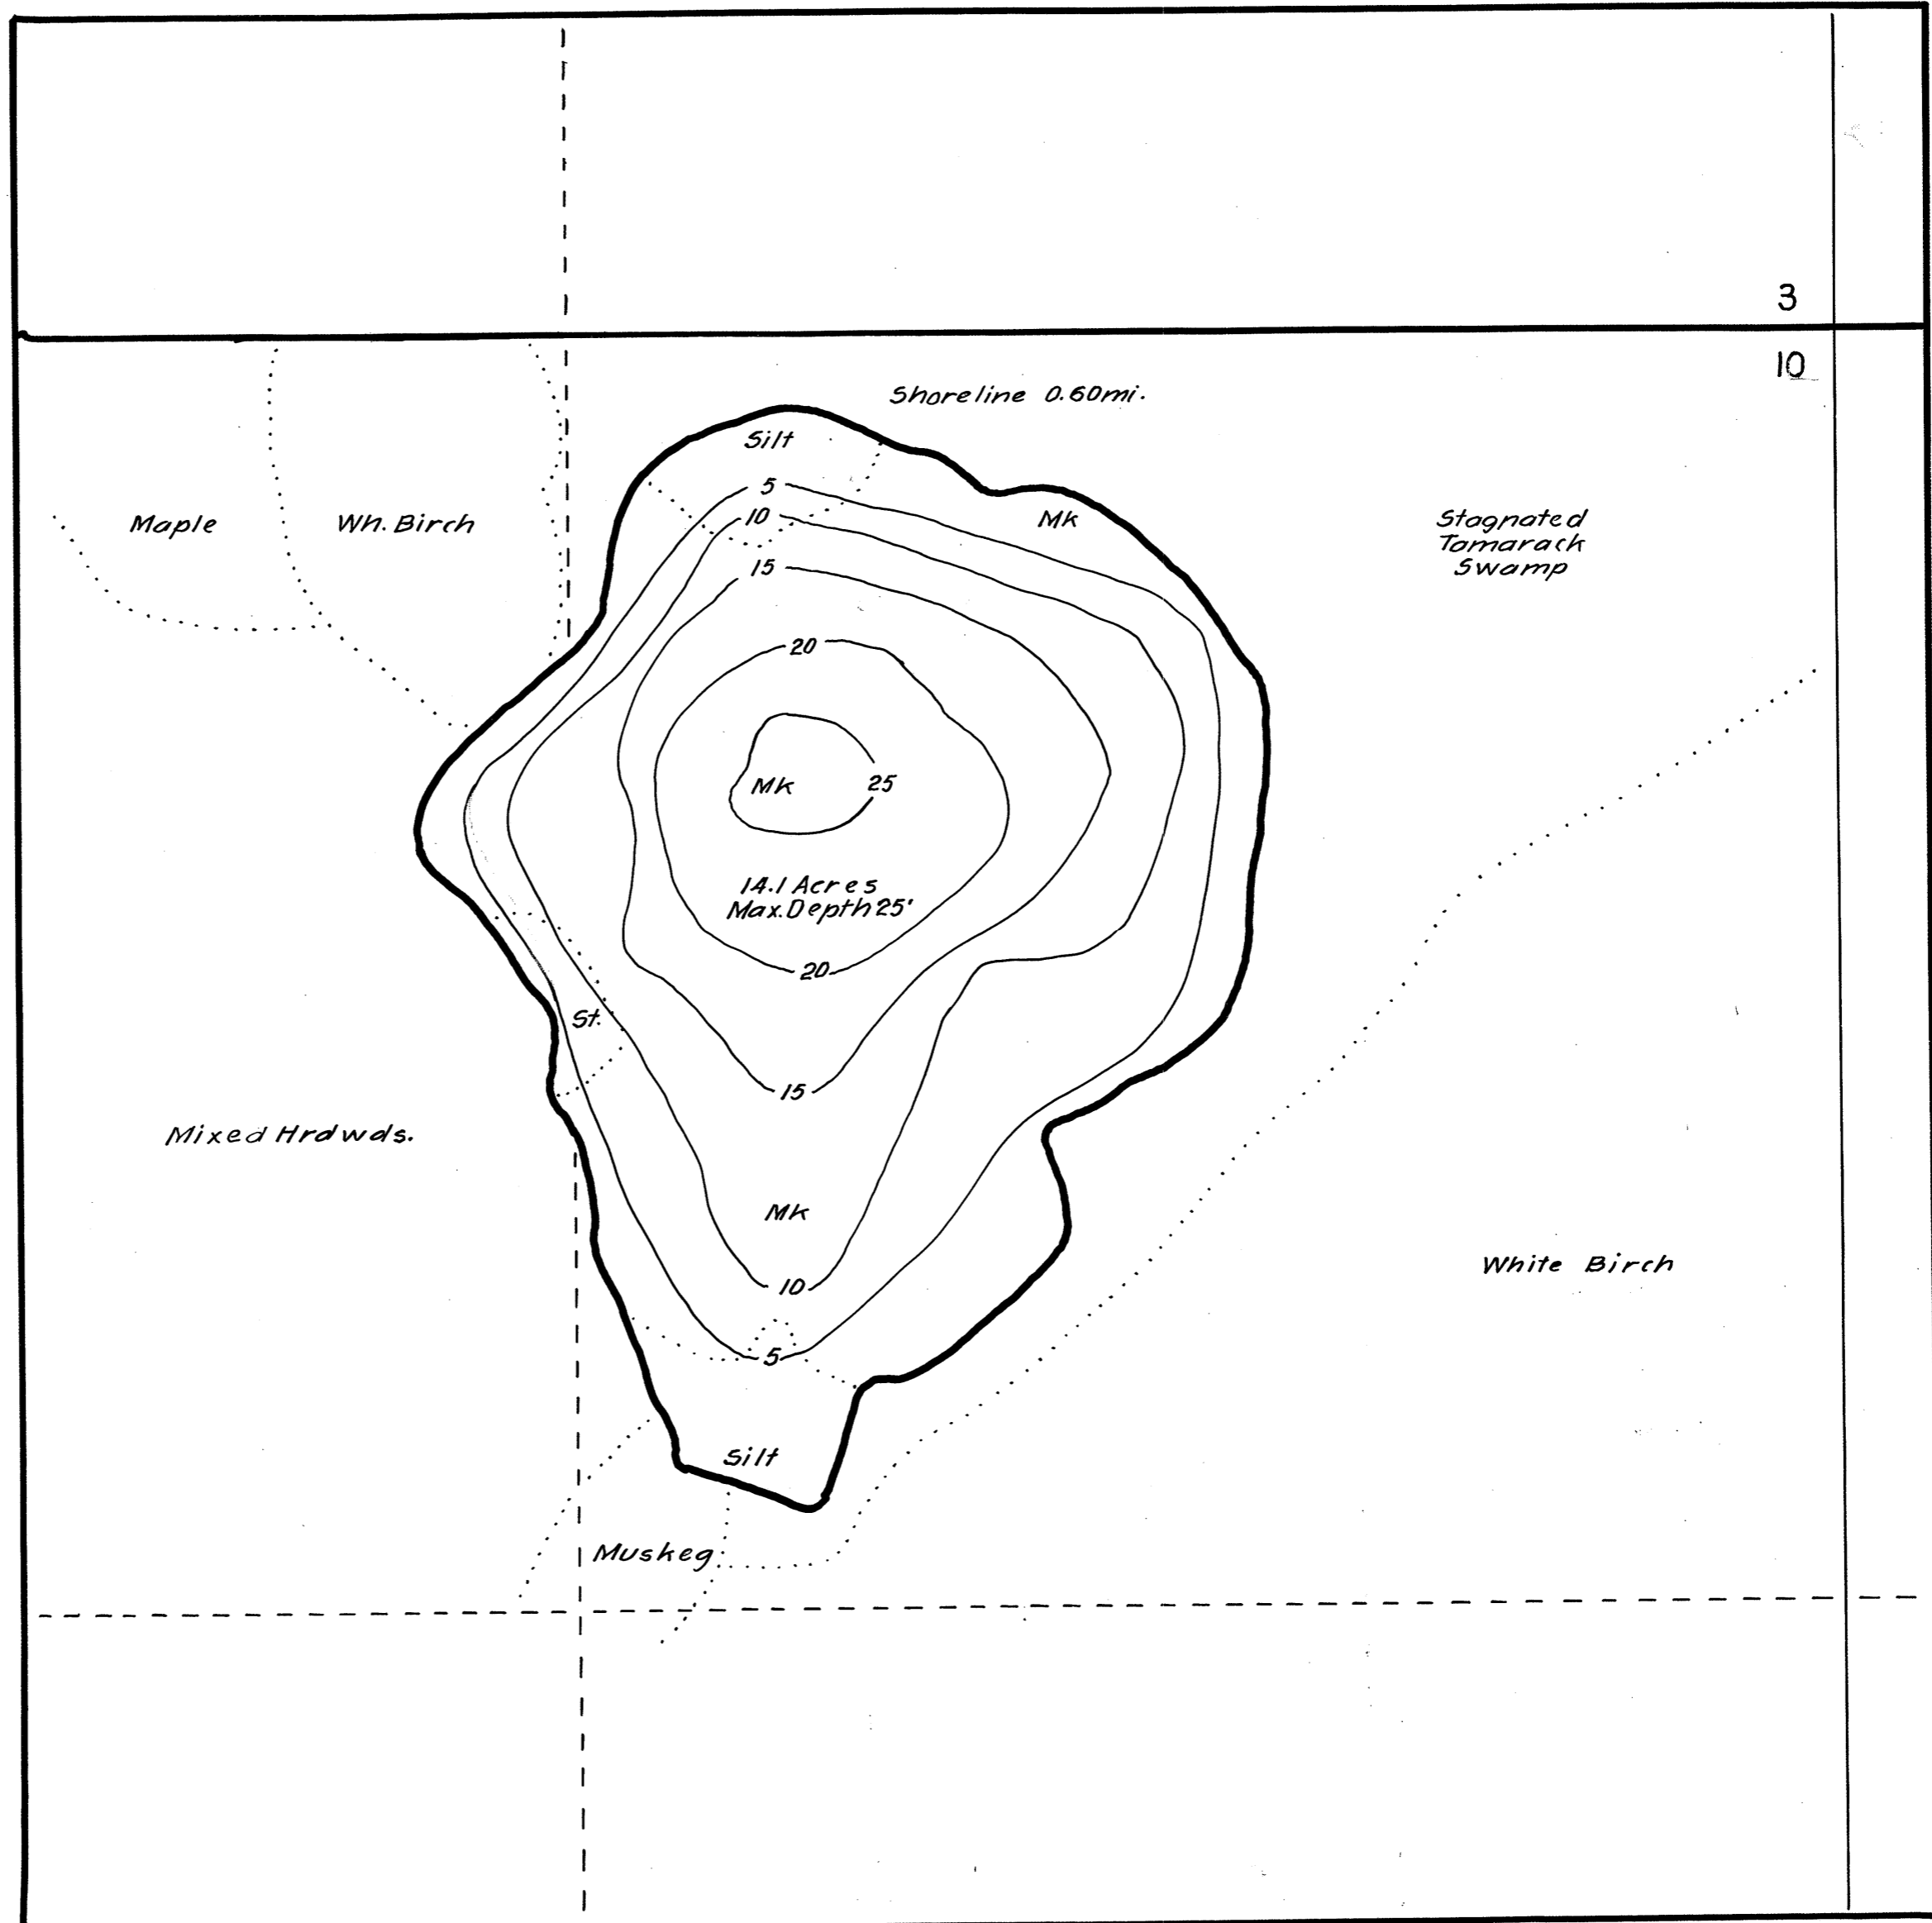 3
10
Shoreline 0.60mi.
Silt
5
10
Mk
Maple
Wh. Birch
Stagnated
Tamarack
Swamp
15
20
Mk
25
14.1 Acres
Max. Depth 25'
20
St.
15
Mixed Hrdwds.
Mk
White Birch
10
5
Silt
Muskeg